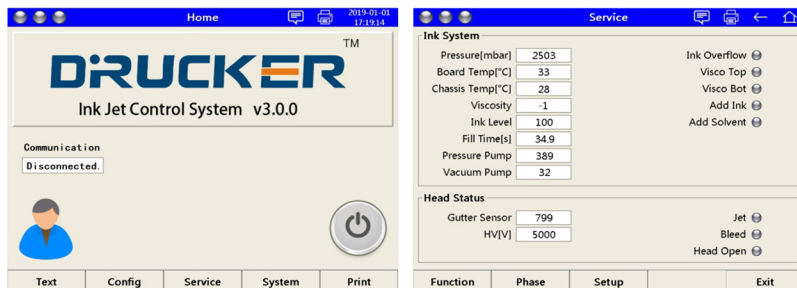 Home
2019-01-01
17:19:14
DRUCKER TM
Ink Jet Control System v3.0.0
Communication
Disconnected.
Text Config Service System Print
Service
Ink System
Pressure[mbar] 2503 Ink Overflow
Board Temp[°C] 33 Visco Top
Chassis Temp[°C] 28 Visco Bot
Viscosity -1 Add Ink
Ink Level 100 Add Solvent
Fill Time[s] 34.9
Pressure Pump 389
Vacuum Pump 32
Head Status
Gutter Sensor 799 Jet
HV[V] 5000 Bleed
Head Open
Function Phase Setup Exit